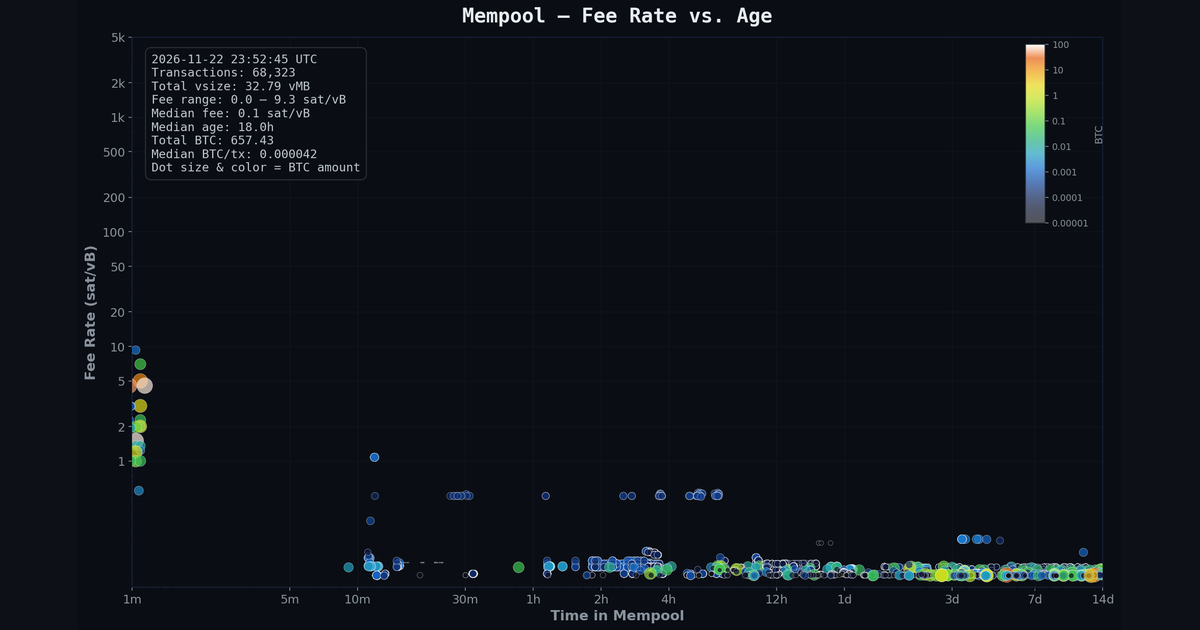 Mempool — Fee Rate vs. Age
2026-11-22 23:52:45 UTC
Transactions: 68,323
Total vsize: 32.79 vMB
Fee range: 0.0 – 9.3 sat/vB
Median fee: 0.1 sat/vB
Median age: 18.0h
Total BTC: 657.43
Median BTC/tx: 0.000042
Dot size & color = BTC amount
Fee Rate (sat/vB)
5k
2k
1k
500
200
100
50
20
10
5
2
1
100
10
1
0.1
0.01
0.001
0.0001
0.00001
BTC
1m 5m 10m 30m 1h 2h 4h 12h 1d 3d 7d 14d
Time in Mempool